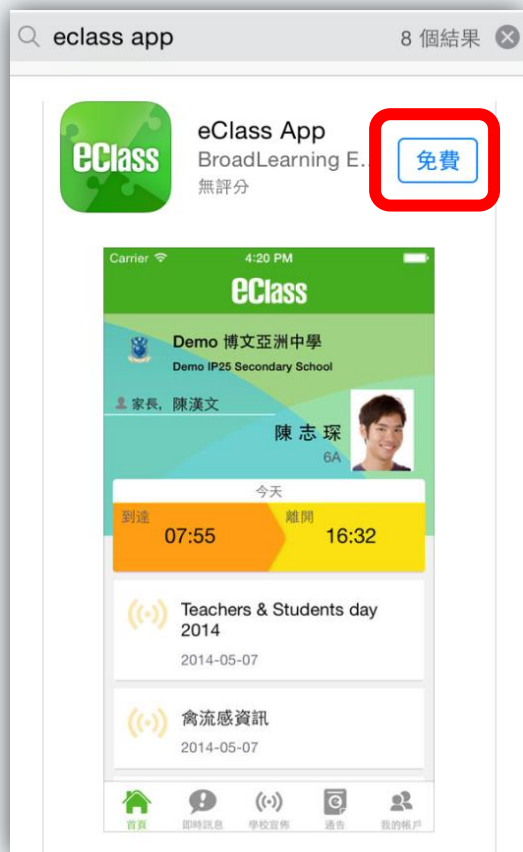 eclass app
8 個結果
eClass
eClass App
BroadLearning E...
無評分
免費
Carrier
4:20 PM
eClass
Demo 博文亞洲中學
Demo IP25 Secondary School
家長, 陳漢文
陳 志 琛
6A
今天
到達
07:55
離開
16:32
Teachers & Students day
2014
2014-05-07
禽流感資訊
2014-05-07
首頁
即時訊息
學校宣佈
通告
我的帳戶